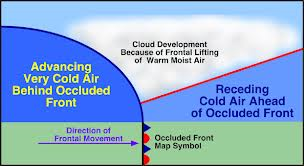 Cloud Development
Because of Frontal Lifting
of Warm Moist Air
Advancing
Very Cold Air
Behind Occluded
Front
Receding
Cold Air Ahead
of Occluded Front
Direction of
Frontal Movement
Occluded Front
Map Symbol